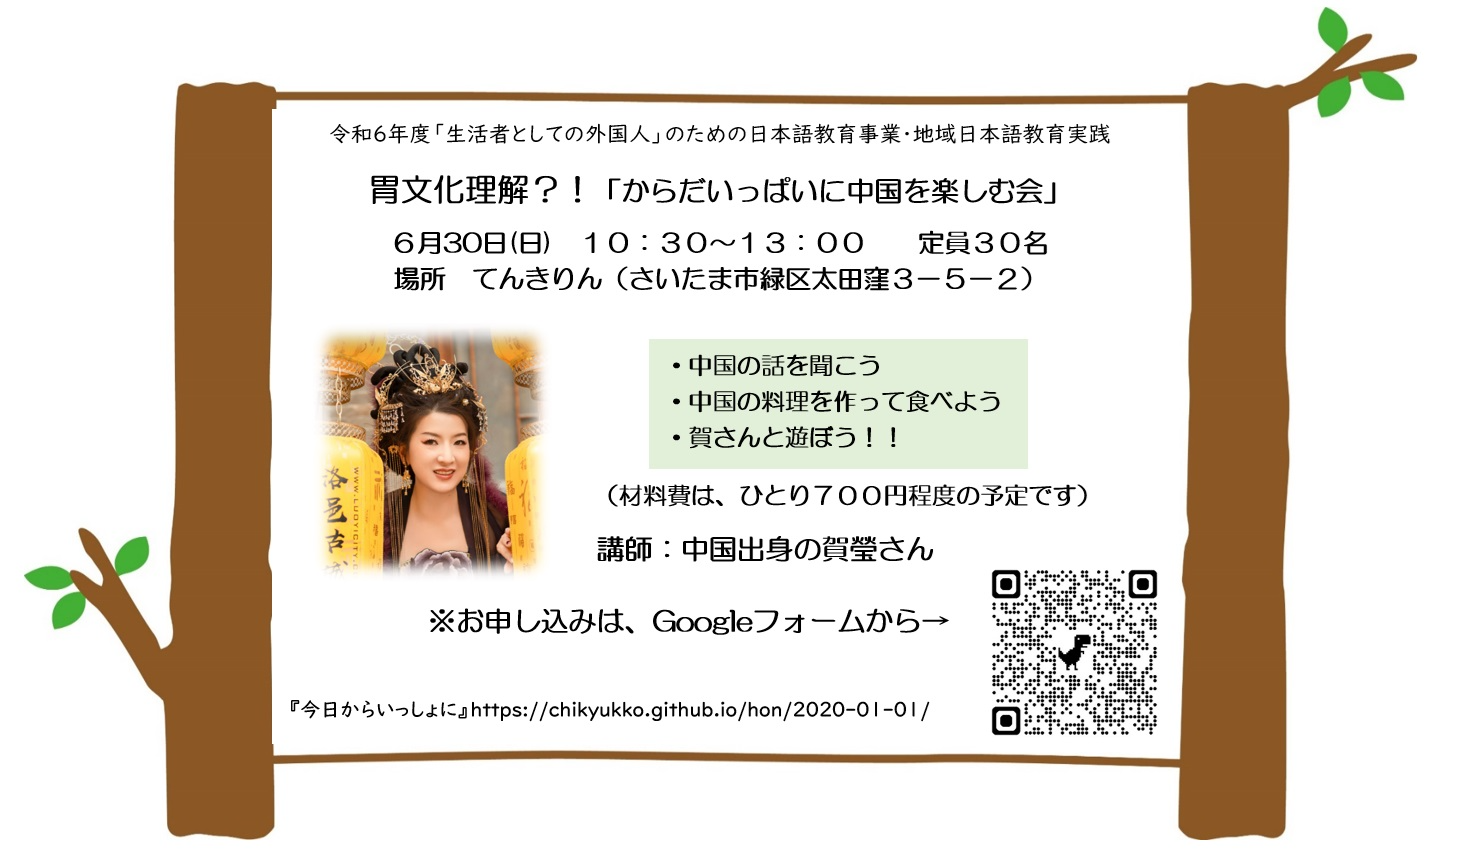 令和6年度「生活者としての外国人」のための日本語教育事業・地域日本語教育実践
胃文化理解？！「からだいっぱいに中国を楽しむ会」
６月30日(日)　１０：３０～１３：００　　定員３０名
場所　てんきりん（さいたま市緑区太田窪３－５－２）
・中国の話を聞こう
・中国の料理を作って食べよう
・賀さんと遊ぼう！！
（材料費は、ひとり７００円程度の予定です）
洛邑古城
WWW.LUOYICITY
講師：中国出身の賀瑩さん
※お申し込みは、Googleフォームから→
『今日からいっしょに』https://chikyukko.github.io/hon/2020-01-01/